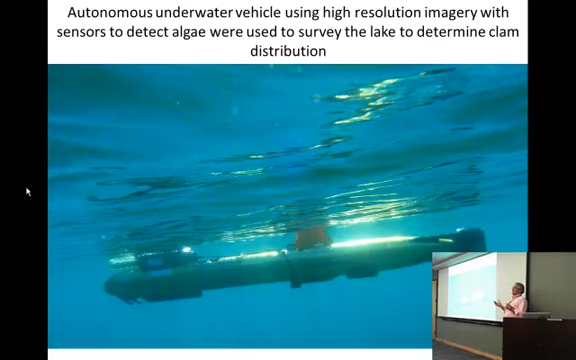 Autonomous underwater vehicle using high resolution imagery with
sensors to detect algae were used to survey the lake to determine clam
distribution